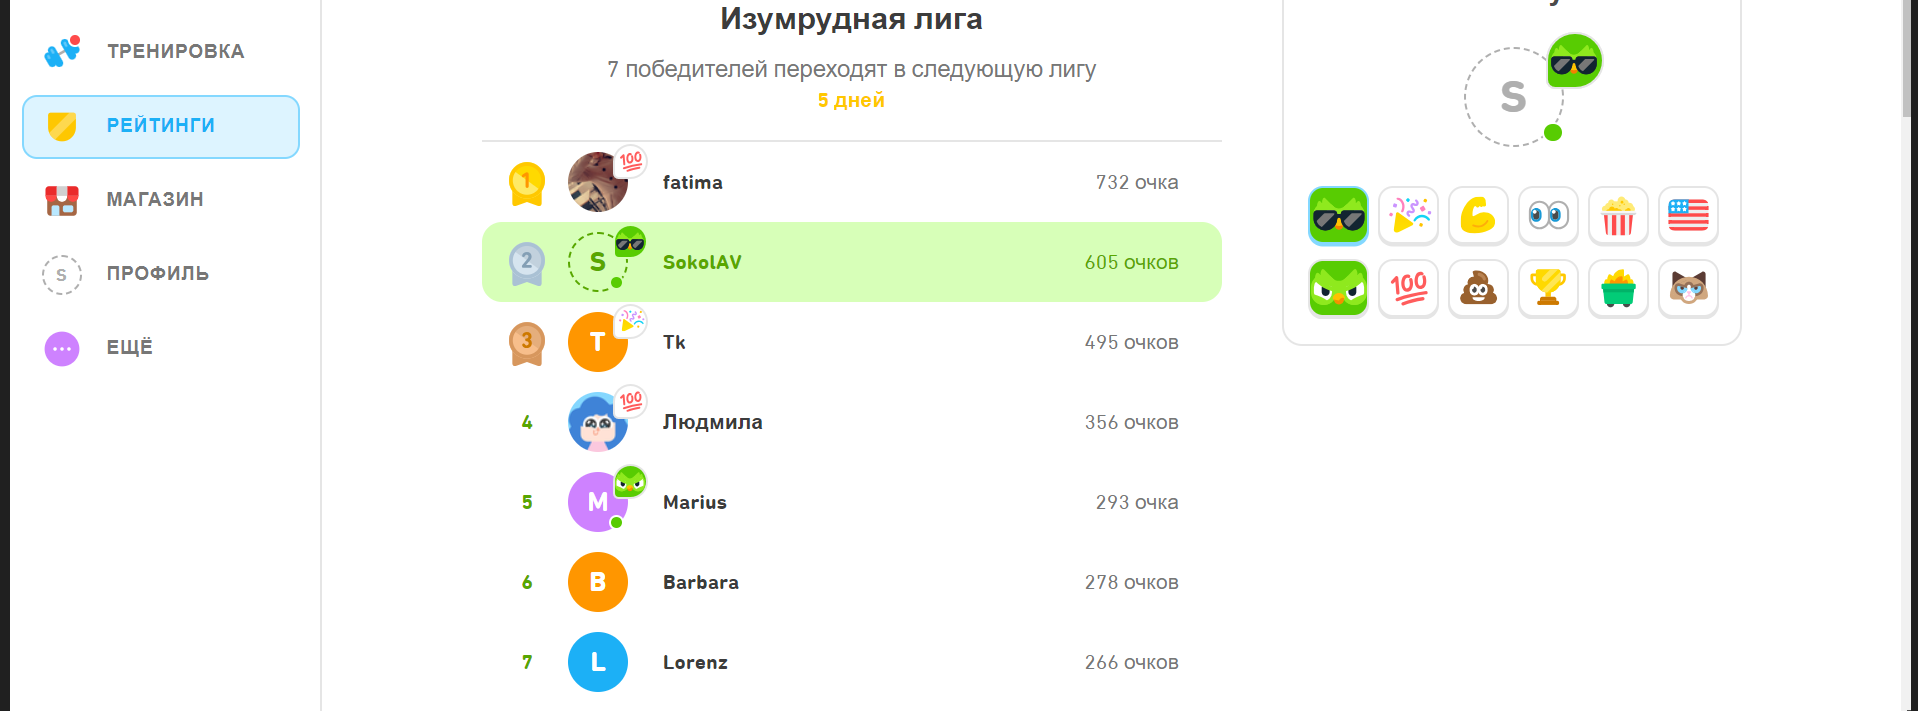 ТРЕНИРОВКА
РЕЙТИНГИ
МАГАЗИН
S ПРОФИЛЬ
ЕЩЁ
Изумрудная лига
7 победителей переходят в следующую лигу
5 дней
1 100 fatima 732 очка
2 S SokolAV 605 очков
3 T Tk 495 очков
4 100 Людмила 356 очков
5 M Marius 293 очка
6 B Barbara 278 очков
7 L Lorenz 266 очков
S
100